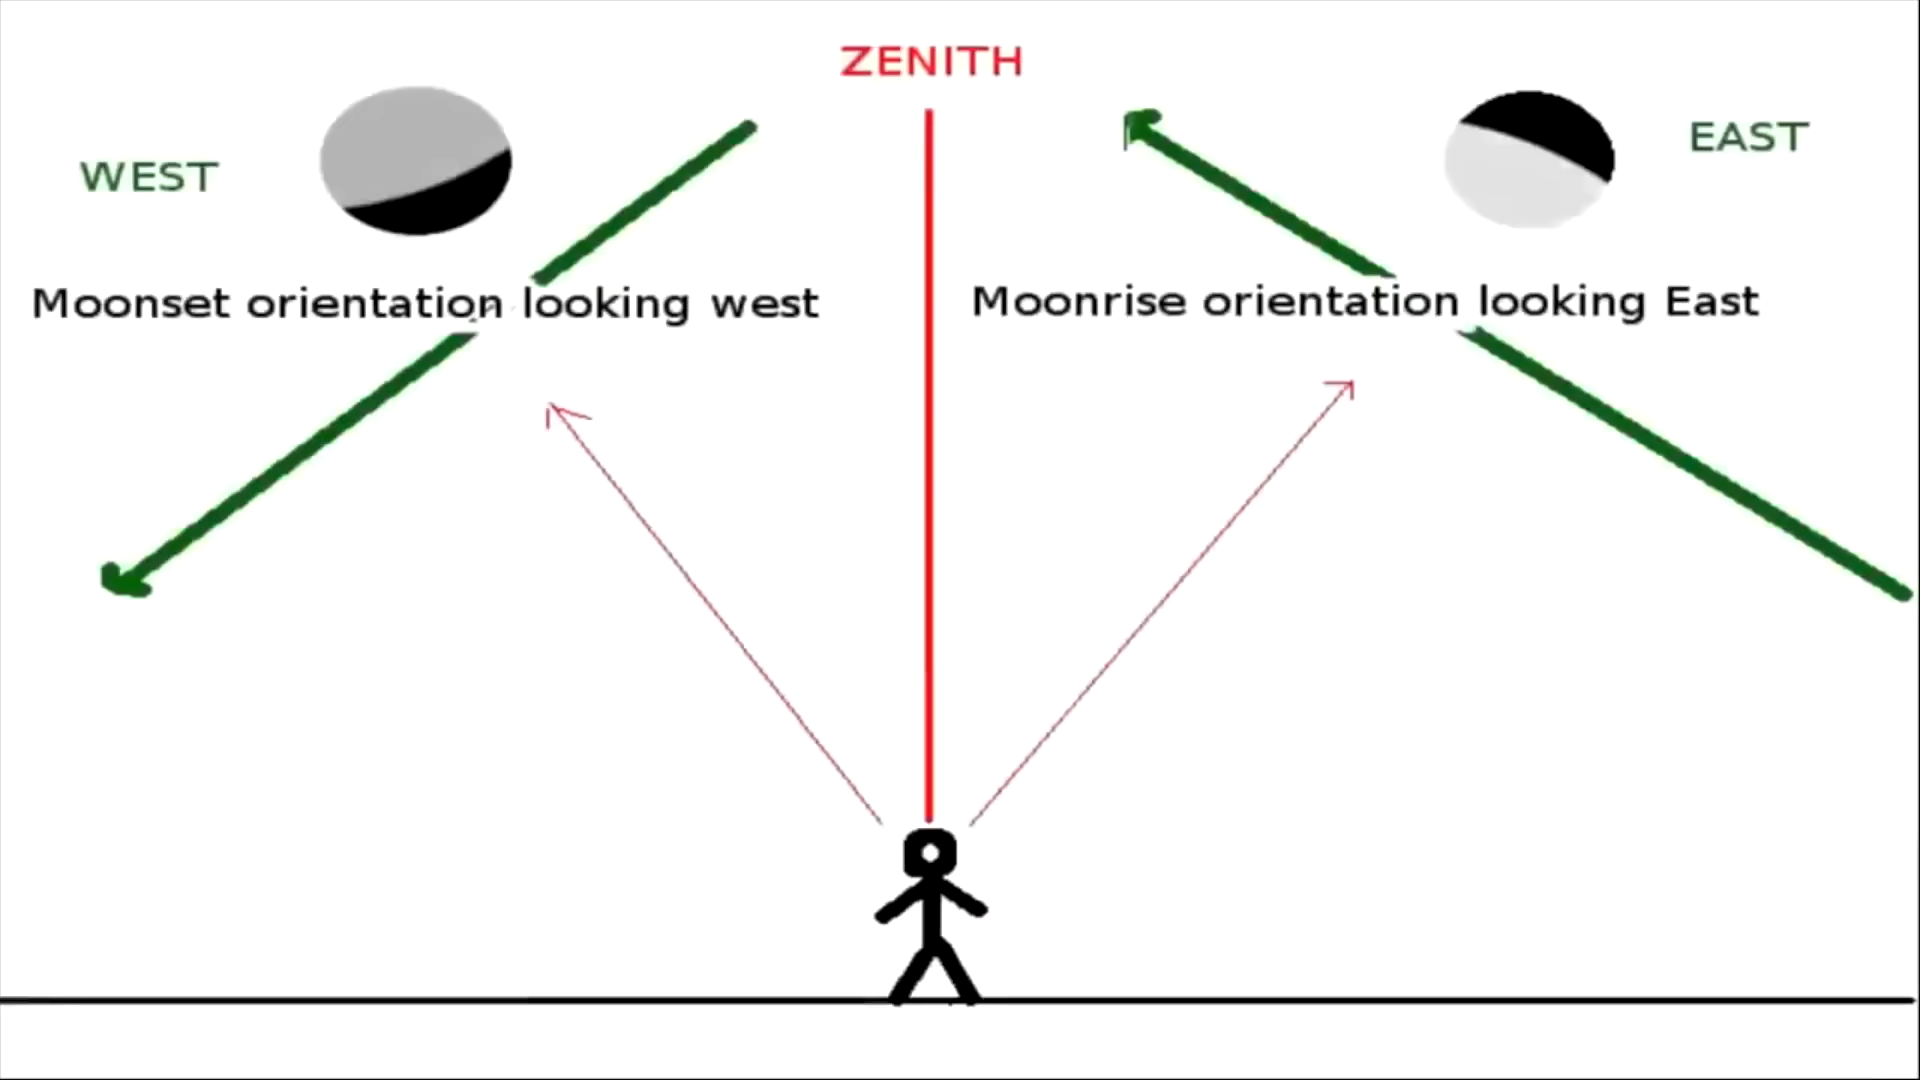 ZENITH
WEST
EAST
Moonset orientation looking west
Moonrise orientation looking East